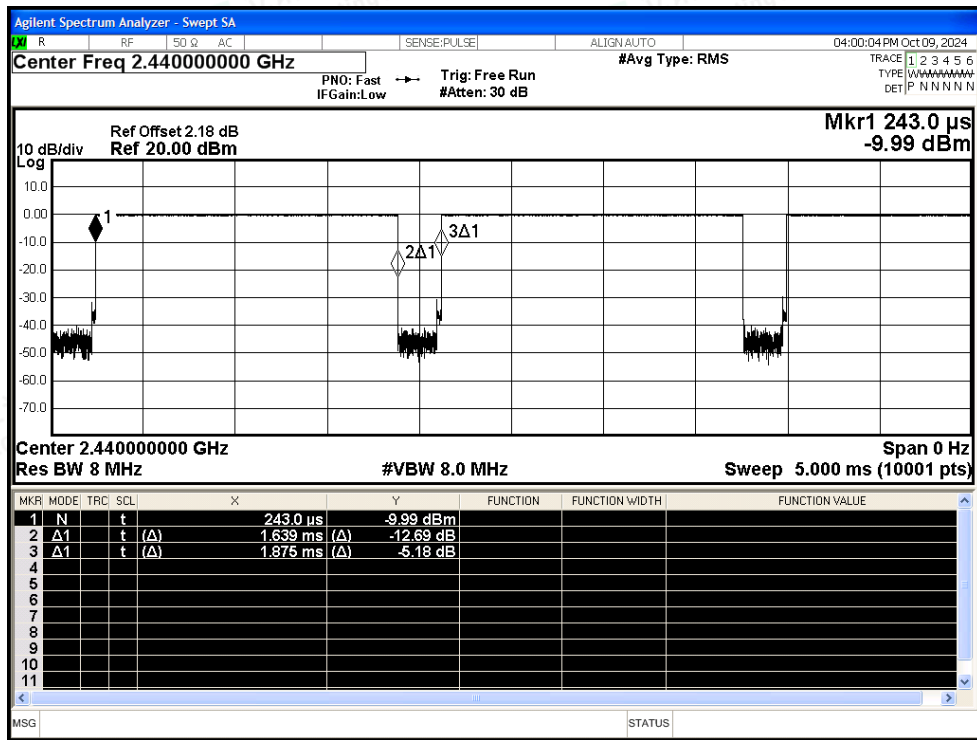 Agilent Spectrum Analyzer - Swept SA
LXI R RF 50 Ω AC SENSE:PULSE ALIGNAUTO 04:00:04 PM Oct 09, 2024
Center Freq 2.440000000 GHz #Avg Type: RMS TRACE 1 2 3 4 5 6
PNO: Fast Trig: Free Run TYPE WWWWWW
IFGain:Low #Atten: 30 dB DET P N N N N N
Mkr1 243.0 µs
Ref Offset 2.18 dB
10 dB/div Ref 20.00 dBm -9.99 dBm
Log
10.0
0.00
1
3Δ1
-10.0
2Δ1
-20.0
-30.0
-40.0
-50.0
-60.0
-70.0
Center 2.440000000 GHz Span 0 Hz
Res BW 8 MHz #VBW 8.0 MHz Sweep 5.000 ms (10001 pts)
MKR MODE TRC SCL X Y FUNCTION FUNCTION WIDTH FUNCTION VALUE
1 N t 243.0 µs -9.99 dBm
2 Δ1 t (Δ) 1.639 ms (Δ) -12.69 dB
3 Δ1 t (Δ) 1.875 ms (Δ) -5.18 dB
4
5
6
7
8
9
10
11
MSG STATUS